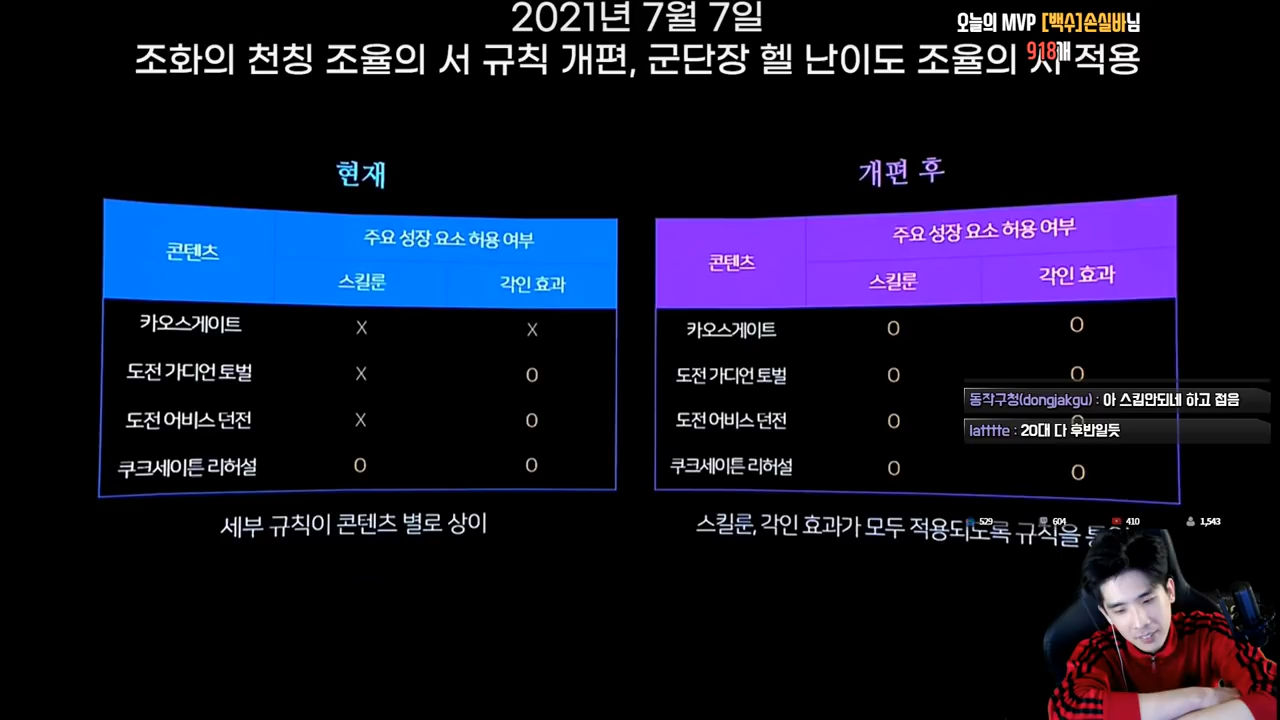 2021년 7월 7일
조화의 천칭 조율의 서 규칙 개편, 군단장 헬 난이도 조율의 서 적용
오늘의 MVP [백수]손실바님
918개
현재
콘텐츠
주요 성장 요소 허용 여부
스킬룬 각인 효과
카오스게이트 X X
도전 가디언 토벌 X O
도전 어비스 던전 X O
쿠크세이튼 리허설 O O
세부 규칙이 콘텐츠 별로 상이
개편 후
콘텐츠
주요 성장 요소 허용 여부
스킬룬 각인 효과
카오스게이트 O O
도전 가디언 토벌 O O
도전 어비스 던전 O O
쿠크세이튼 리허설 O O
스킬룬, 각인 효과가 모두 적용되도록 규칙을
동작구청(dongjakgu) : 아 스킵안되네 하고 접음
latttte : 20대 다 후반일듯
529 604 410 1,543